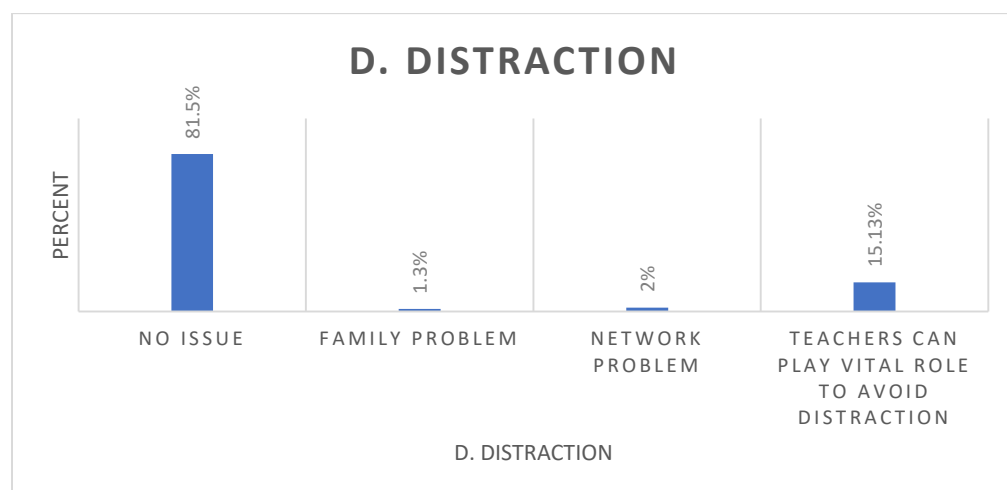 D. DISTRACTION
PERCENT
81.5%
1.3%
2%
15.13%
NO ISSUE
FAMILY PROBLEM
NETWORK
PROBLEM
TEACHERS CAN
PLAY VITAL ROLE
TO AVOID
DISTRACTION
D. DISTRACTION